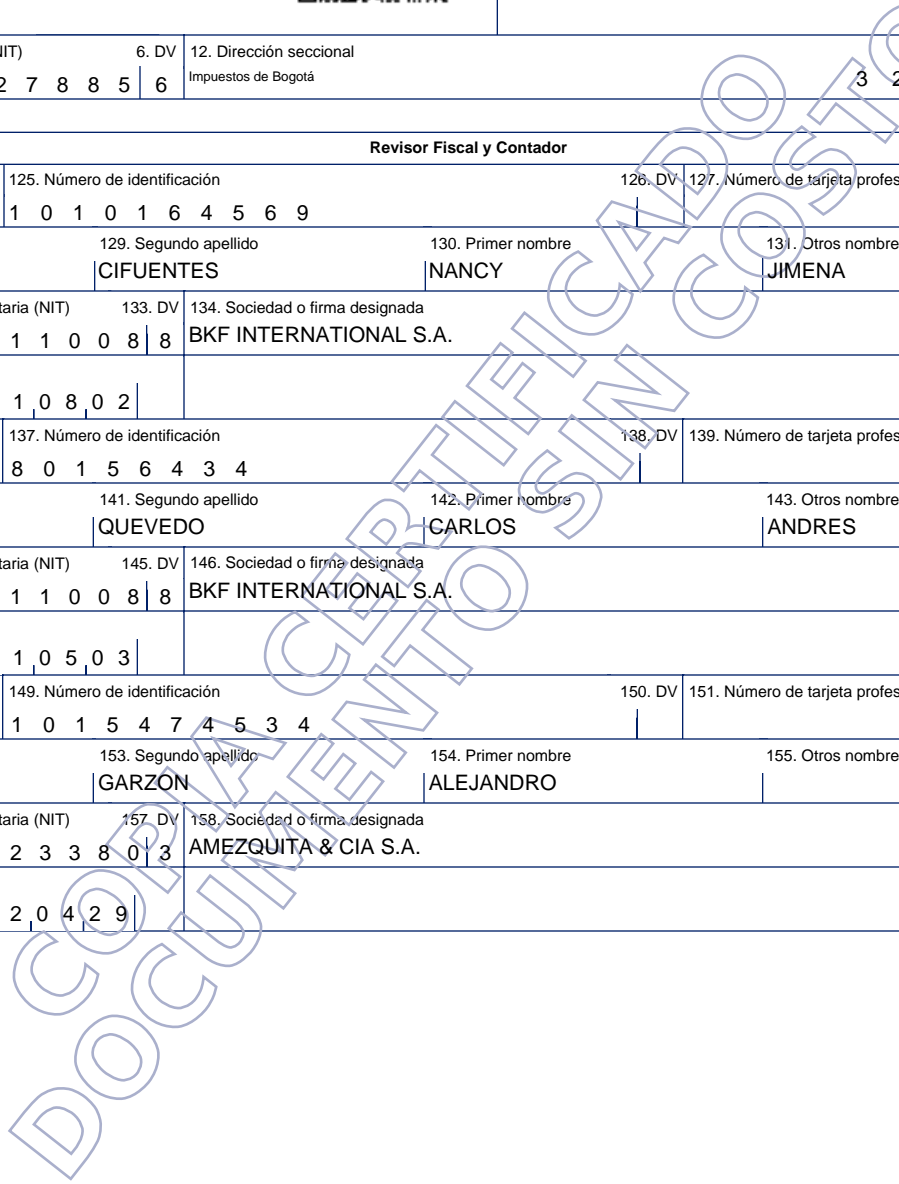 NIT) 6. DV 12. Dirección seccional
2 7 8 8 5 6 Impuestos de Bogotá 3 2
Revisor Fiscal y Contador
125. Número de identificación 126. DV 127. Número de tarjeta profes
1 0 1 0 1 6 4 5 6 9
129. Segundo apellido 130. Primer nombre 131. Otros nombre
CIFUENTES NANCY JIMENA
taria (NIT) 133. DV 134. Sociedad o firma designada
1 1 0 0 8 8 BKF INTERNATIONAL S.A.
1 0 8 0 2
137. Número de identificación 138. DV 139. Número de tarjeta profes
8 0 1 5 6 4 3 4
141. Segundo apellido 142. Primer nombre 143. Otros nombre
QUEVEDO CARLOS ANDRES
taria (NIT) 145. DV 146. Sociedad o firma designada
1 1 0 0 8 8 BKF INTERNATIONAL S.A.
1 0 5 0 3
149. Número de identificación 150. DV 151. Número de tarjeta profes
1 0 1 5 4 7 4 5 3 4
153. Segundo apellido 154. Primer nombre 155. Otros nombre
GARZON ALEJANDRO
taria (NIT) 157. DV 158. Sociedad o firma designada
2 3 3 8 0 3 AMEZQUITA & CIA S.A.
2 0 4 2 9
COPIA CERTIFICADO
DOCUMENTO SIN COSTO